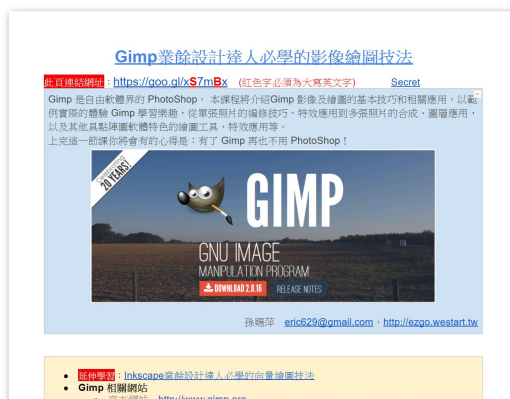 Gimp業餘設計達人必學的影像繪圖技法
此頁連結網址：https://goo.gl/xS7mBx (紅色字必須為大寫英文字) Secret
Gimp 是自由軟體界的 PhotoShop， 本課程將介紹Gimp 影像及繪圖的基本技巧和相關應用，以範
例實際的體驗 Gimp 學習樂趣，從單張照片的編修技巧、特效應用到多張照片的合成、圖層應用，
以及其他具點陣圖軟體特色的繪圖工具，特效應用等。
上完這一節課你將會有的心得是：有了 Gimp 再也不用 PhotoShop！
Celebrating
20 YEARS!
GIMP
GNU IMAGE
MANIPULATION PROGRAM
DOWNLOAD 2.8.16 RELEASE NOTES
孫賜萍 eric629@gmail.com，http://ezgo.westart.tw
延伸學習：Inkscape業餘設計達人必學的向量繪圖技法
Gimp 相關網站
官方網站 http://www.gimp.org